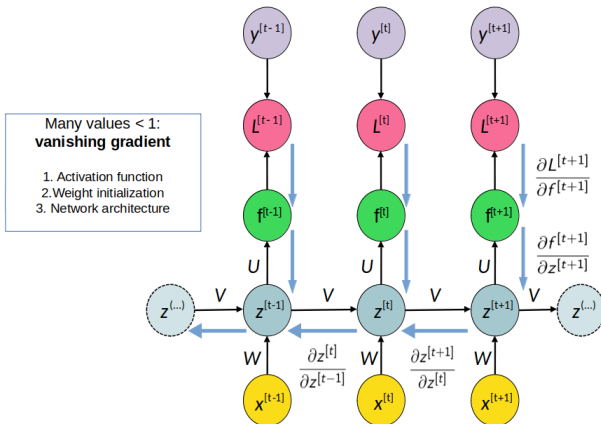 y[t-1] y[t] y[t+1]
L[t-1] L[t] L[t+1]
Many values < 1:
vanishing gradient
1. Activation function
2.Weight initialization
3. Network architecture
∂L[t+1]
∂f[t+1]
f[t-1] f[t] f[t+1]
∂f[t+1]
∂z[t+1]
U U U
V V V V
z(...) z[t-1] z[t] z[t+1] z(...)
W ∂z[t] W ∂z[t+1] W
∂z[t-1] ∂z[t]
x[t-1] x[t] x[t+1]